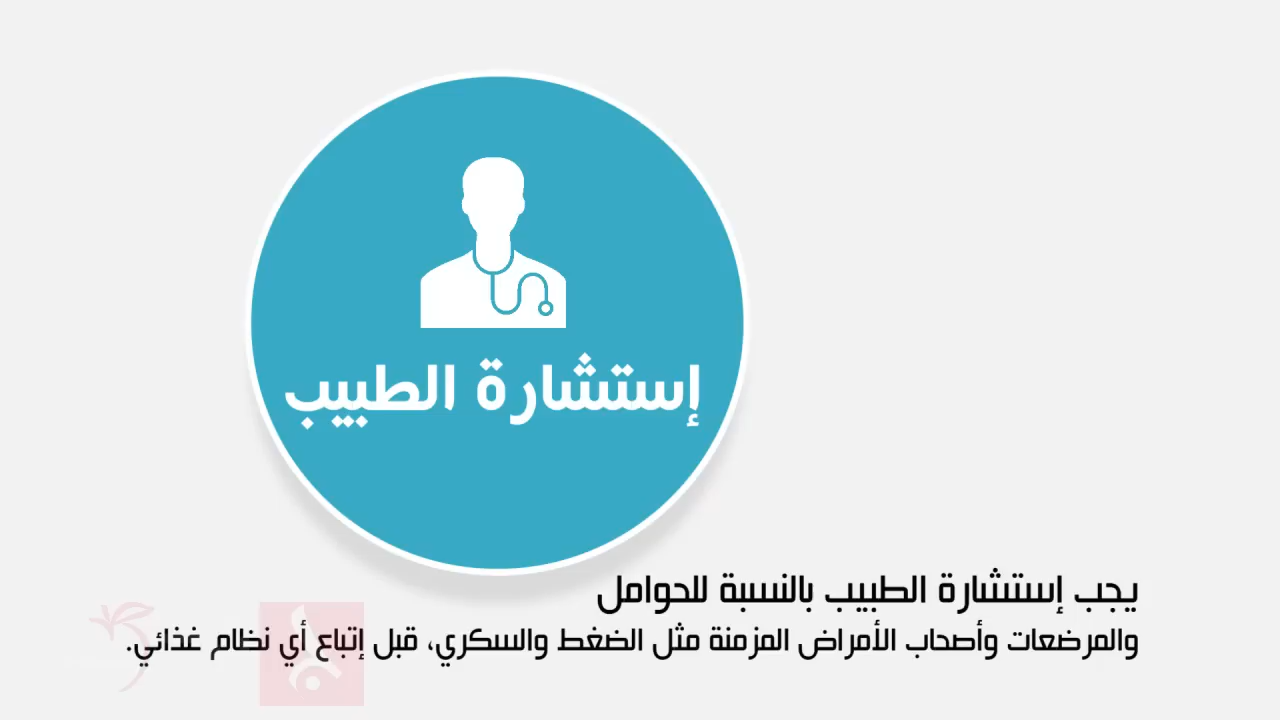 إستشارة الطبيب
يجب إستشارة الطبيب بالنسبة للحوامل
والمرضعات وأصحاب الأمراض المزمنة مثل الضغط والسكري، قبل إتباع أي نظام غذائي.